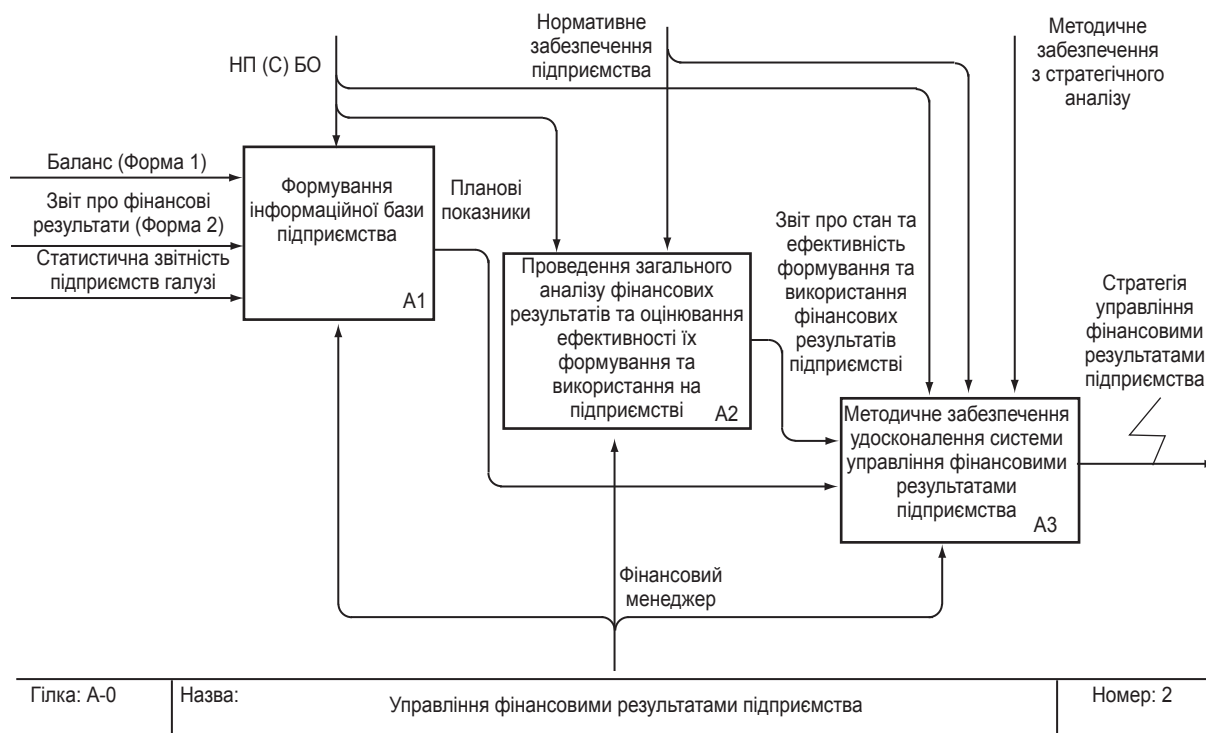 НП (С) БО
Нормативне
забезпечення
підприємства
Методичне
забезпечення
з стратегічного
аналізу
Баланс (Форма 1)
Звіт про фінансові
результати (Форма 2)
Статистична звітність
підприємств галузі
Формування
інформаційної бази
підприємства
А1
Планові
показники
Проведення загального
аналізу фінансових
результатів та оцінювання
ефективності їх
формування та
використання на
підприємстві
А2
Звіт про стан та
ефективність
формування та
використання
фінансових
результатів
підприємстві
Методичне забезпечення
удосконалення системи
управління фінансовими
результатами
підприємства
А3
Стратегія
управління
фінансовими
результатами
підприємства
Фінансовий
менеджер
Гілка: А-0
Назва:
Управління фінансовими результатами підприємства
Номер: 2